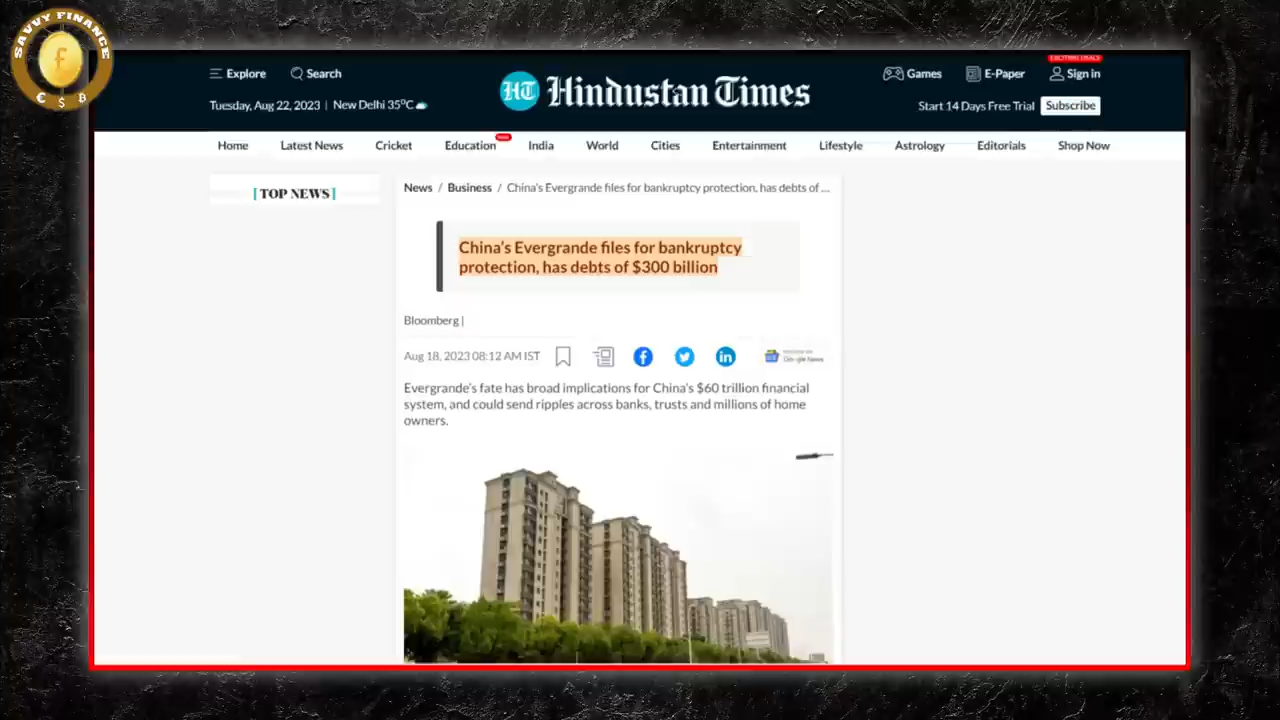 SAVVY FINANCE
£
€ $ ₿
Explore
Search
HT Hindustan Times
Games
E-Paper
Sign in
Tuesday, Aug 22, 2023 | New Delhi 35°C
Start 14 Days Free Trial
Subscribe
Home
Latest News
Cricket
Education
India
World
Cities
Entertainment
Lifestyle
Astrology
Editorials
Shop Now
[ TOP NEWS ]
News / Business / China's Evergrande files for bankruptcy protection, has debts of ...
China's Evergrande files for bankruptcy
protection, has debts of $300 billion
Bloomberg |
Aug 18, 2023 08:12 AM IST
Google News
Evergrande's fate has broad implications for China's $60 trillion financial
system, and could send ripples across banks, trusts and millions of home
owners.